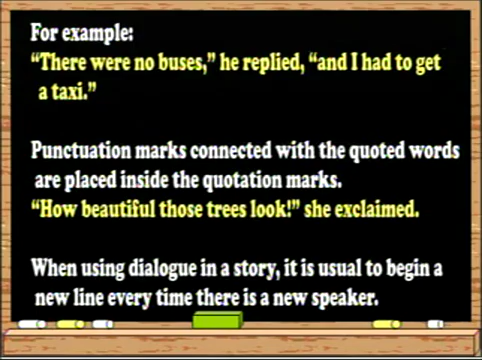 For example:
“There were no buses,” he replied, “and I had to get
a taxi.”
Punctuation marks connected with the quoted words
are placed inside the quotation marks.
“How beautiful those trees look!” she exclaimed.
When using dialogue in a story, it is usual to begin a
new line every time there is a new speaker.